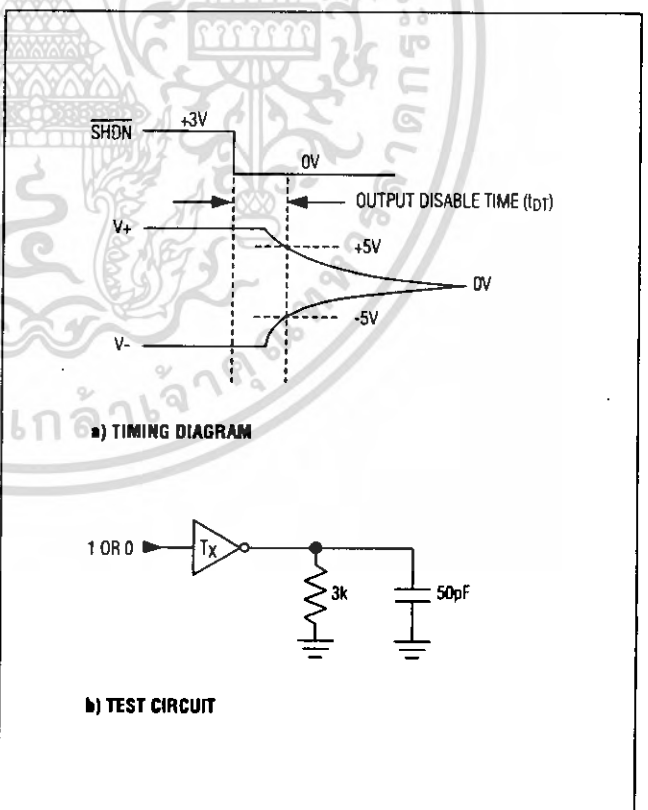 SHDN
+3V
0V
OUTPUT DISABLE TIME (tDT)
V+
+5V
0V
-5V
V-
a) TIMING DIAGRAM
1 OR 0
Tx
3k
50pF
b) TEST CIRCUIT